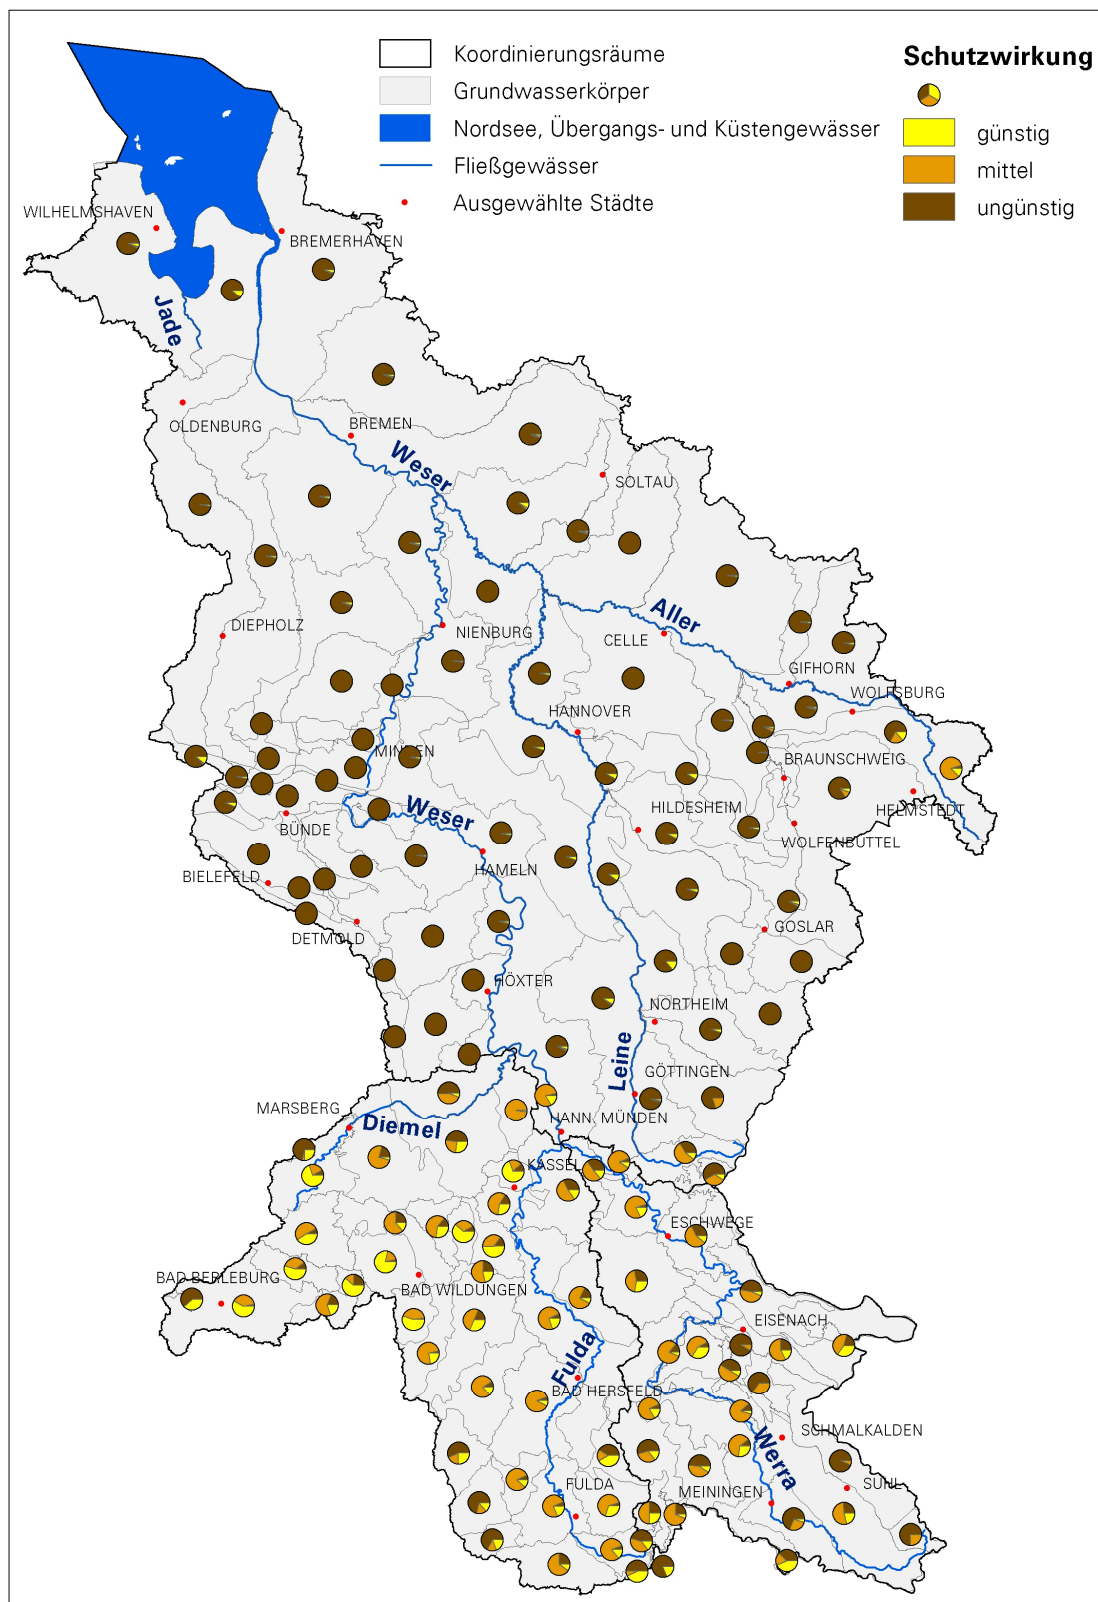 Koordinierungsräume
Grundwasserkörper
Nordsee, Übergangs- und Küstengewässer
Fließgewässer
Ausgewählte Städte
Schutzwirkung
günstig
mittel
ungünstig
WILHELMSHAVEN
BREMERHAVEN
Jade
OLDENBURG
BREMEN
Weser
SOLTAU
DIEPHOLZ
NIENBURG
Aller
CELLE
GIFHORN
WOLFSBURG
HANNOVER
MINDEN
BRAUNSCHWEIG
HELMSTEDT
Weser
HILDESHEIM
BÜNDE
WOLFENBÜTTEL
HAMELN
BIELEFELD
DETMOLD
GOSLAR
HÖXTER
NORTHEIM
Leine
GÖTTINGEN
MARSBERG
Diemel
HANN. MÜNDEN
KASSEL
ESCHWEGE
BAD BERLEBURG
BAD WILDUNGEN
EISENACH
Fulda
BAD HERSFELD
SCHMALKALDEN
Werra
FULDA
MEININGEN
SUHL